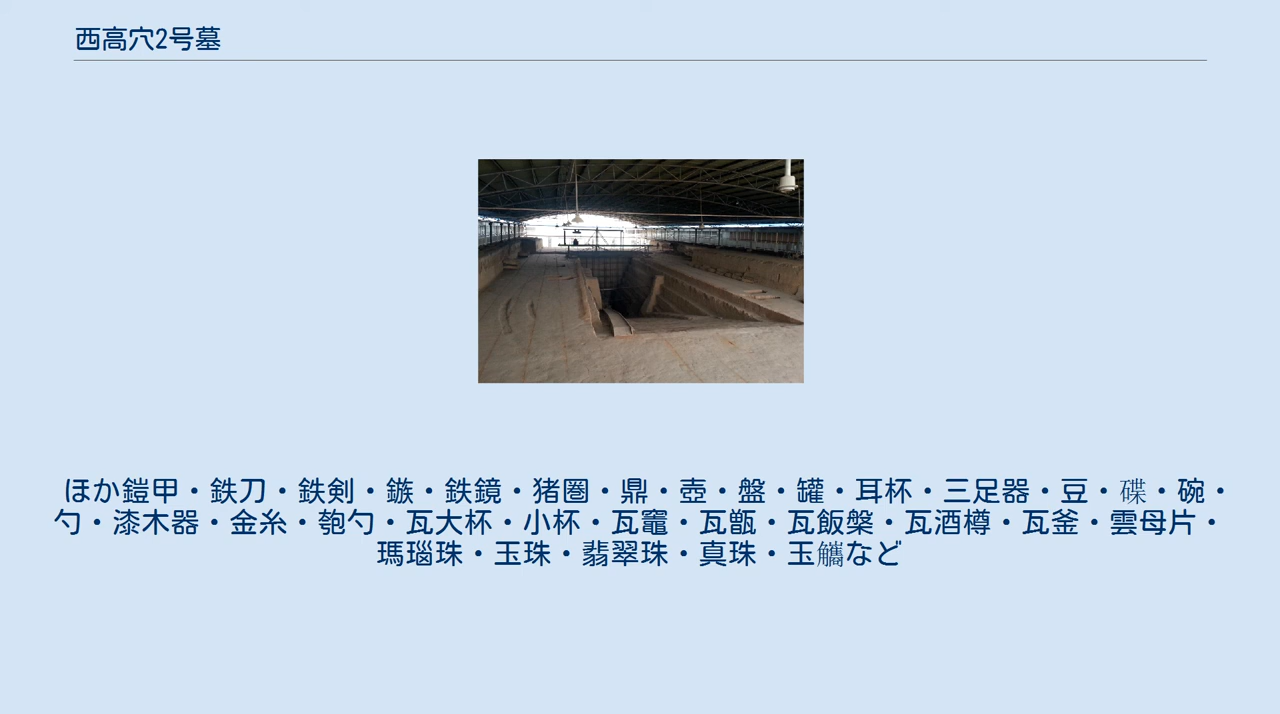 西高穴2号墓
ほか鎧甲・鉄刀・鉄剣・鏃・鉄鏡・猪圏・鼎・壺・盤・罐・耳杯・三足器・豆・碟・碗・
勺・漆木器・金糸・匏勺・瓦大杯・小杯・瓦竈・瓦甑・瓦飯槃・瓦酒樽・瓦釜・雲母片・
瑪瑙珠・玉珠・翡翠珠・真珠・玉觿など